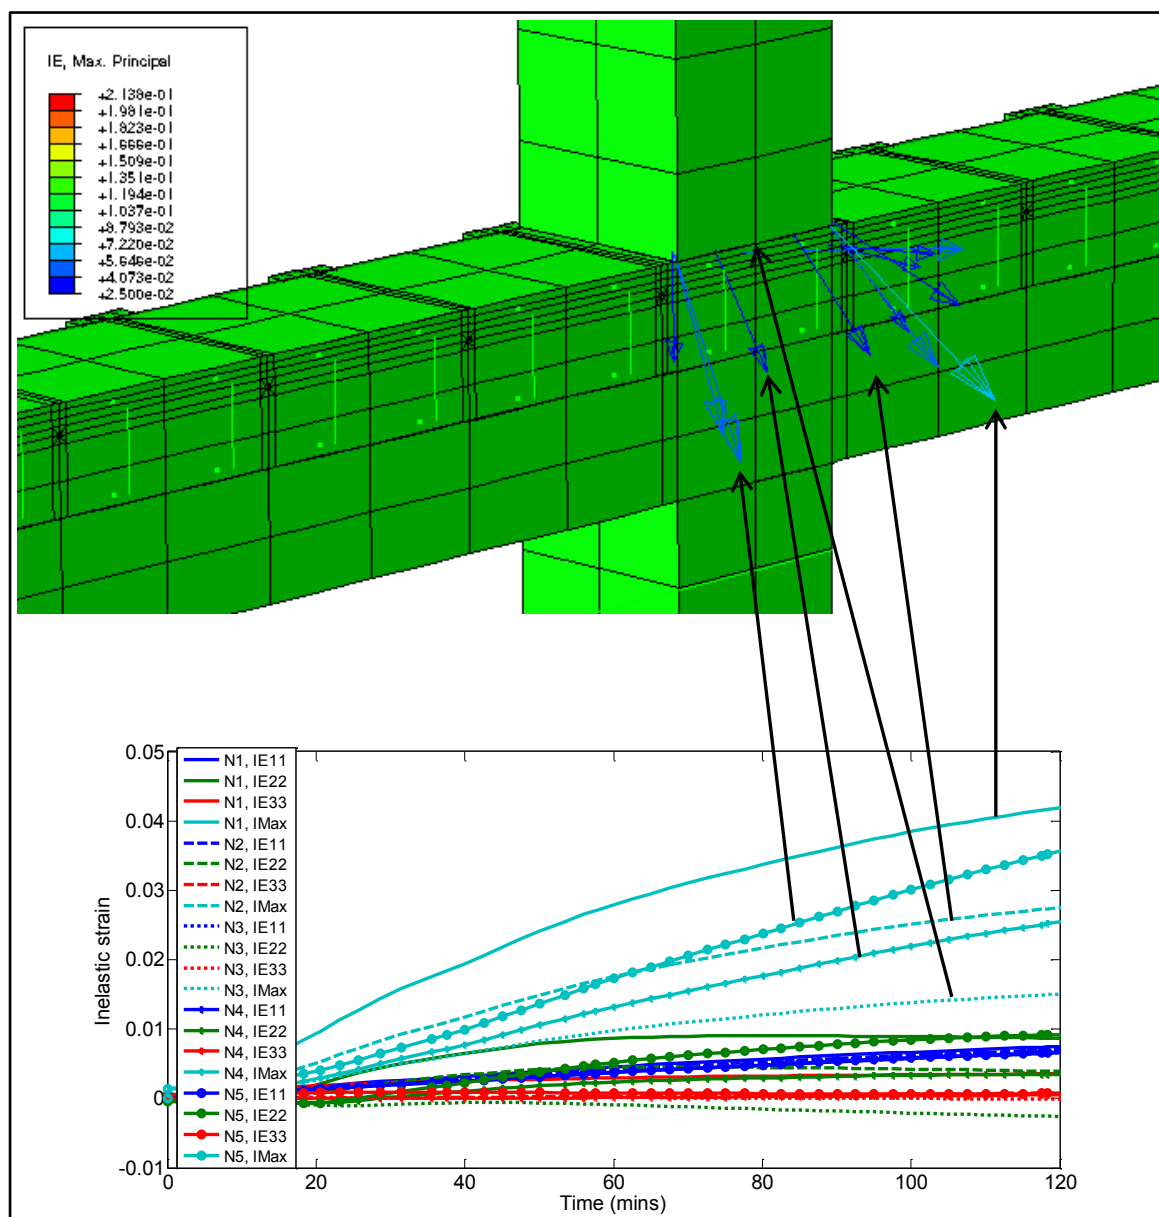 IE, Max. Principal
+2.138e-01
+1.981e-01
+1.823e-01
+1.666e-01
+1.509e-01
+1.351e-01
+1.194e-01
+1.037e-01
+8.793e-02
+7.220e-02
+5.646e-02
+4.073e-02
+2.500e-02
0.05
0.04
0.03
0.02
0.01
0
-0.01
Inelastic strain
N1, IE11
N1, IE22
N1, IE33
N1, IMax
N2, IE11
N2, IE22
N2, IE33
N2, IMax
N3, IE11
N3, IE22
N3, IE33
N3, IMax
N4, IE11
N4, IE22
N4, IE33
N4, IMax
N5, IE11
N5, IE22
N5, IE33
N5, IMax
0 20 40 60 80 100 120
Time (mins)